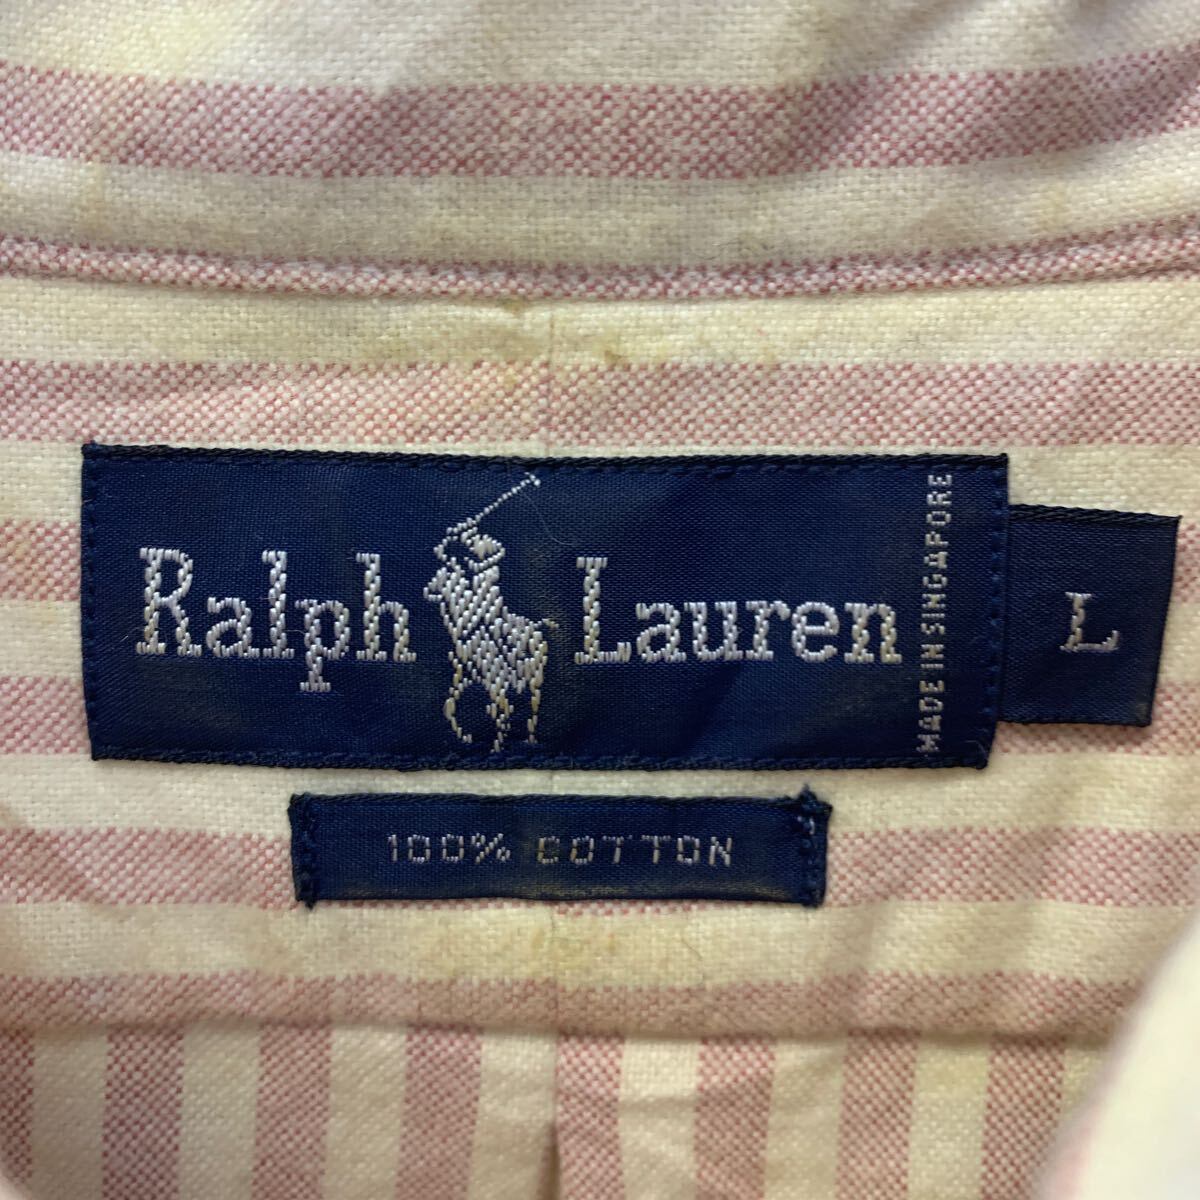 Ralph Lauren
MADE IN SINGAPORE
L
100% COTTON